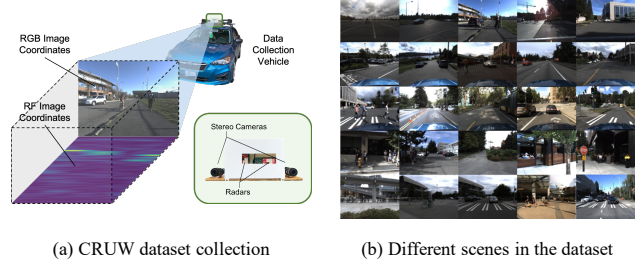 RGB Image
Coordinates
RF Image
Coordinates
Data
Collection
Vehicle
Stereo Cameras
Radars
(a) CRUW dataset collection
(b) Different scenes in the dataset